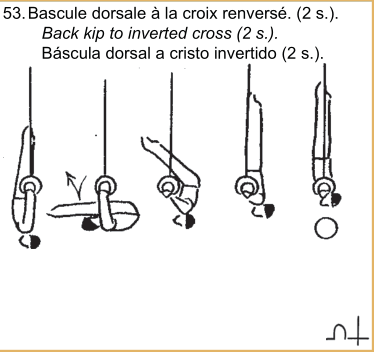 53. Bascule dorsale à la croix renversé. (2 s.).
Back kip to inverted cross (2 s.).
Báscula dorsal a cristo invertido (2 s.).